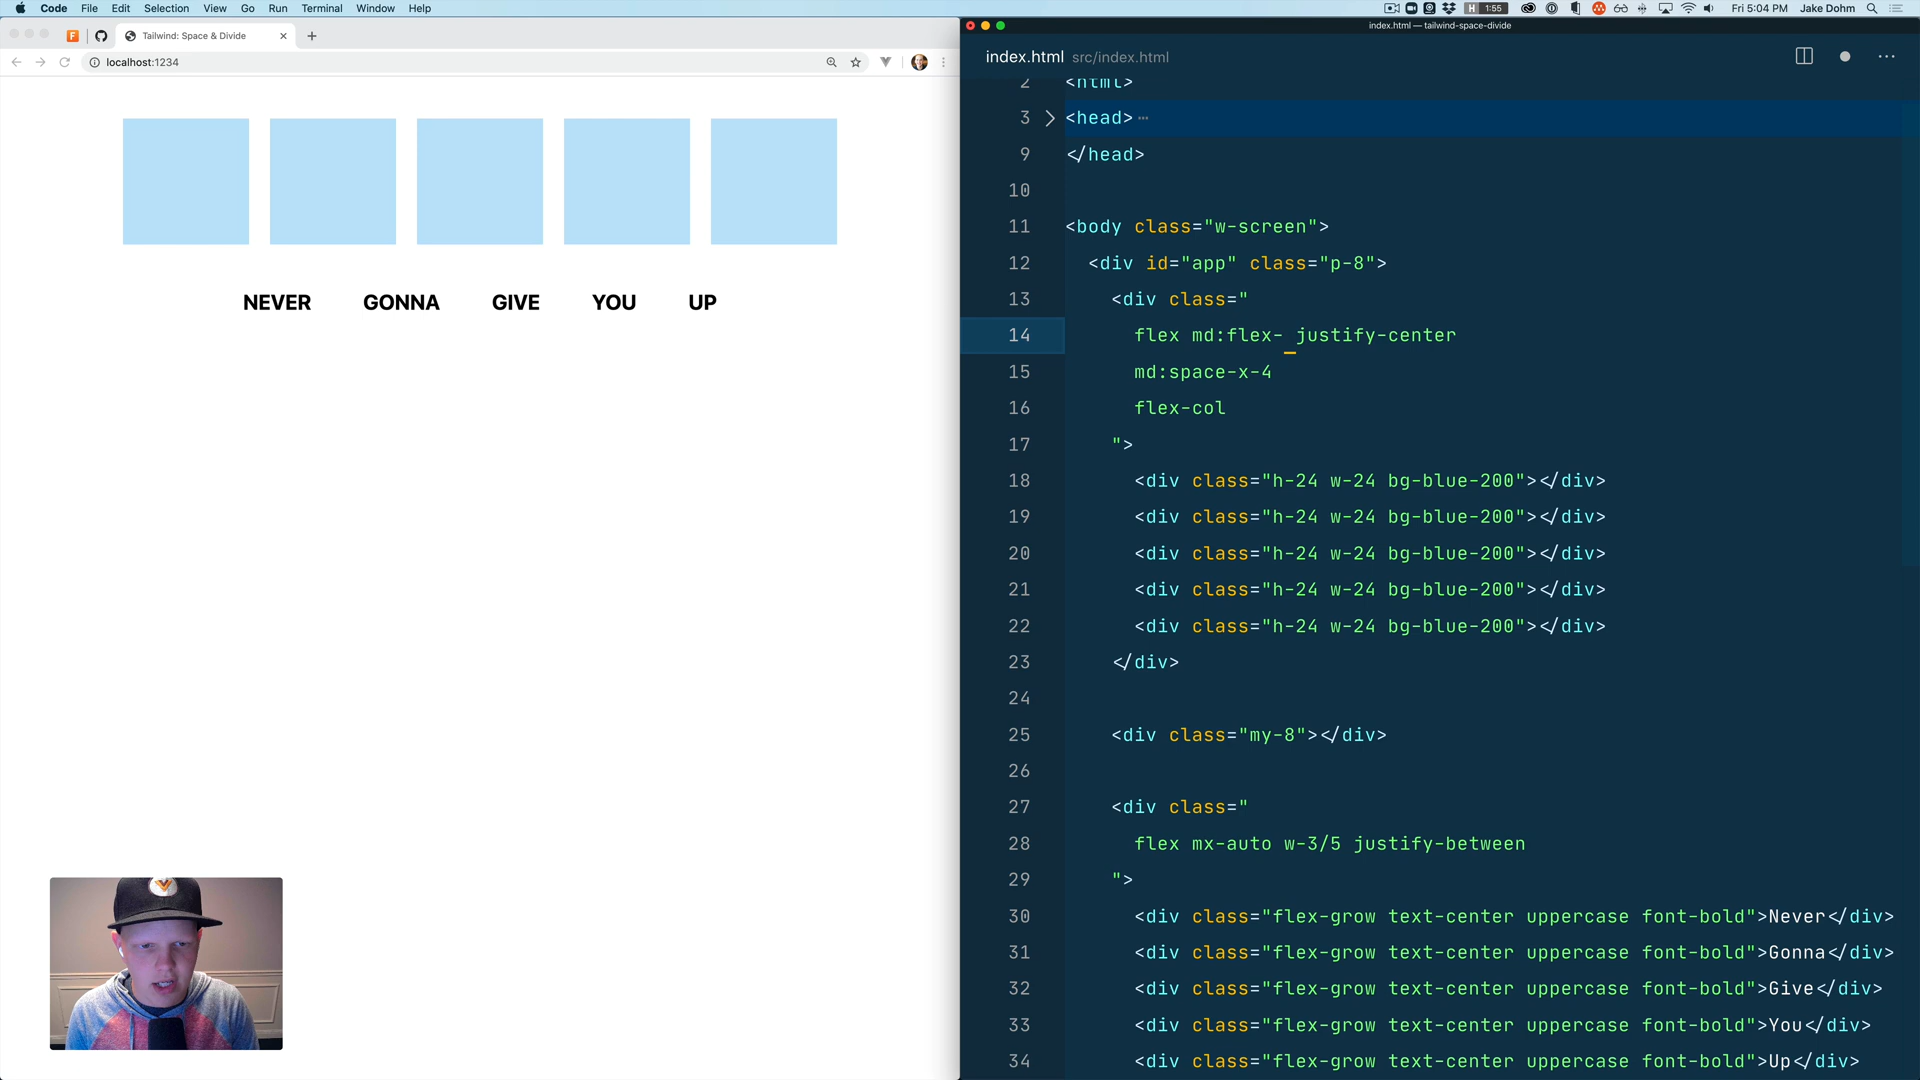 Code File Edit Selection View Go Run Terminal Window Help
H 1:55 Fri 5:04 PM Jake Dohm
F Tailwind: Space & Divide
localhost:1234
NEVER GONNA GIVE YOU UP
index.html — tailwind-space-divide
index.html src/index.html
2 <html>
3 <head> …
9 </head>
10
11 <body class="w-screen">
12 <div id="app" class="p-8">
13 <div class="
14 flex md:flex- justify-center
15 md:space-x-4
16 flex-col
17 ">
18 <div class="h-24 w-24 bg-blue-200"></div>
19 <div class="h-24 w-24 bg-blue-200"></div>
20 <div class="h-24 w-24 bg-blue-200"></div>
21 <div class="h-24 w-24 bg-blue-200"></div>
22 <div class="h-24 w-24 bg-blue-200"></div>
23 </div>
24
25 <div class="my-8"></div>
26
27 <div class="
28 flex mx-auto w-3/5 justify-between
29 ">
30 <div class="flex-grow text-center uppercase font-bold">Never</div>
31 <div class="flex-grow text-center uppercase font-bold">Gonna</div>
32 <div class="flex-grow text-center uppercase font-bold">Give</div>
33 <div class="flex-grow text-center uppercase font-bold">You</div>
34 <div class="flex-grow text-center uppercase font-bold">Up</div>